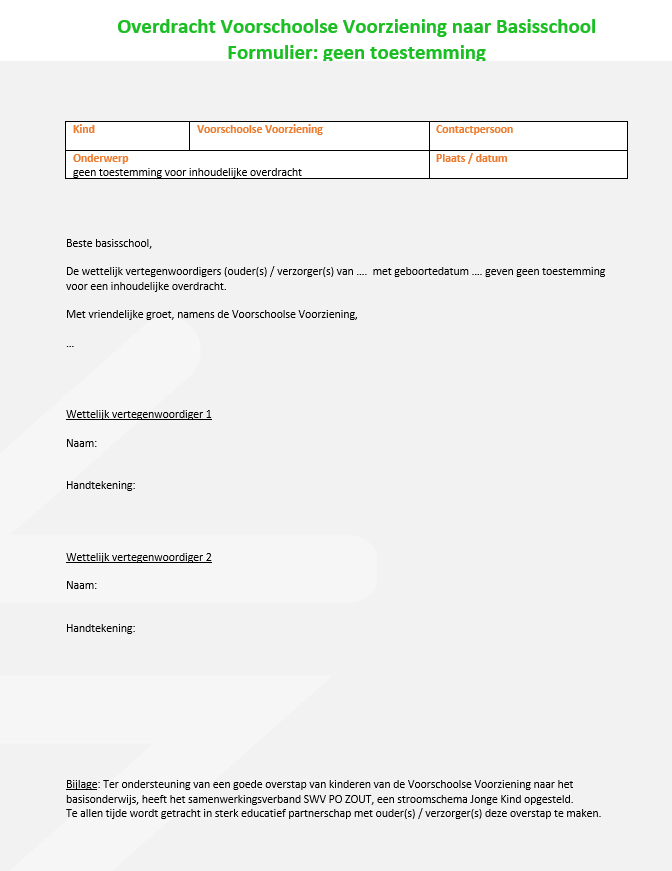 Overdracht Voorschoolse Voorziening naar Basisschool
Formulier: geen toestemming
Kind
Voorschoolse Voorziening
Contactpersoon
Onderwerp
geen toestemming voor inhoudelijke overdracht
Plaats / datum
Beste basisschool,
De wettelijk vertegenwoordigers (ouder(s) / verzorger(s) van .... met geboortedatum .... geven geen toestemming
voor een inhoudelijke overdracht.
Met vriendelijke groet, namens de Voorschoolse Voorziening,
...
Wettelijk vertegenwoordiger 1
Naam:
Handtekening:
Wettelijk vertegenwoordiger 2
Naam:
Handtekening:
Bijlage: Ter ondersteuning van een goede overstap van kinderen van de Voorschoolse Voorziening naar het
basisonderwijs, heeft het samenwerkingsverband SWV PO ZOUT, een stroomschema Jonge Kind opgesteld.
Te allen tijde wordt getracht in sterk educatief partnerschap met ouder(s) / verzorger(s) deze overstap te maken.